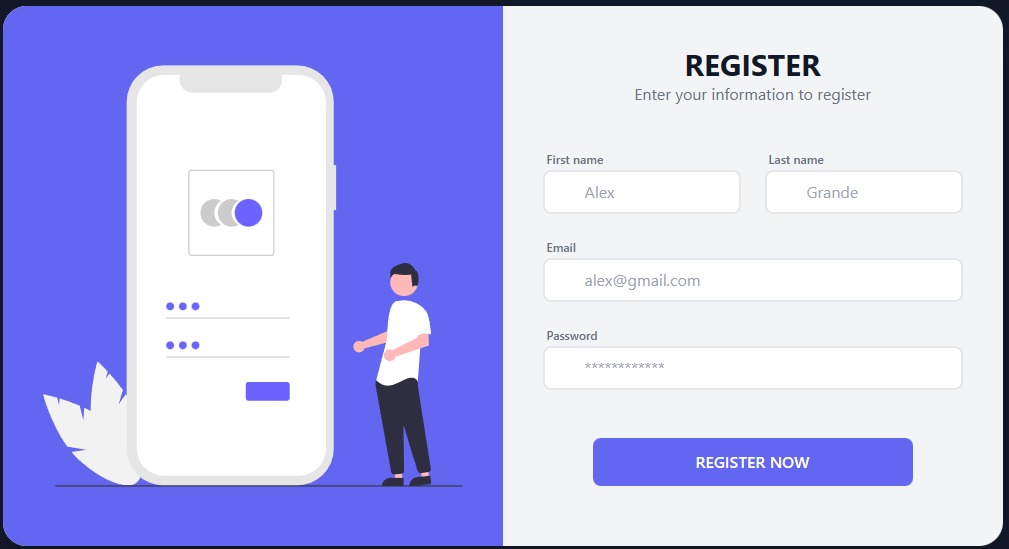 REGISTER
Enter your information to register
First name
Last name
Alex
Grande
Email
alex@gmail.com
Password
************
REGISTER NOW